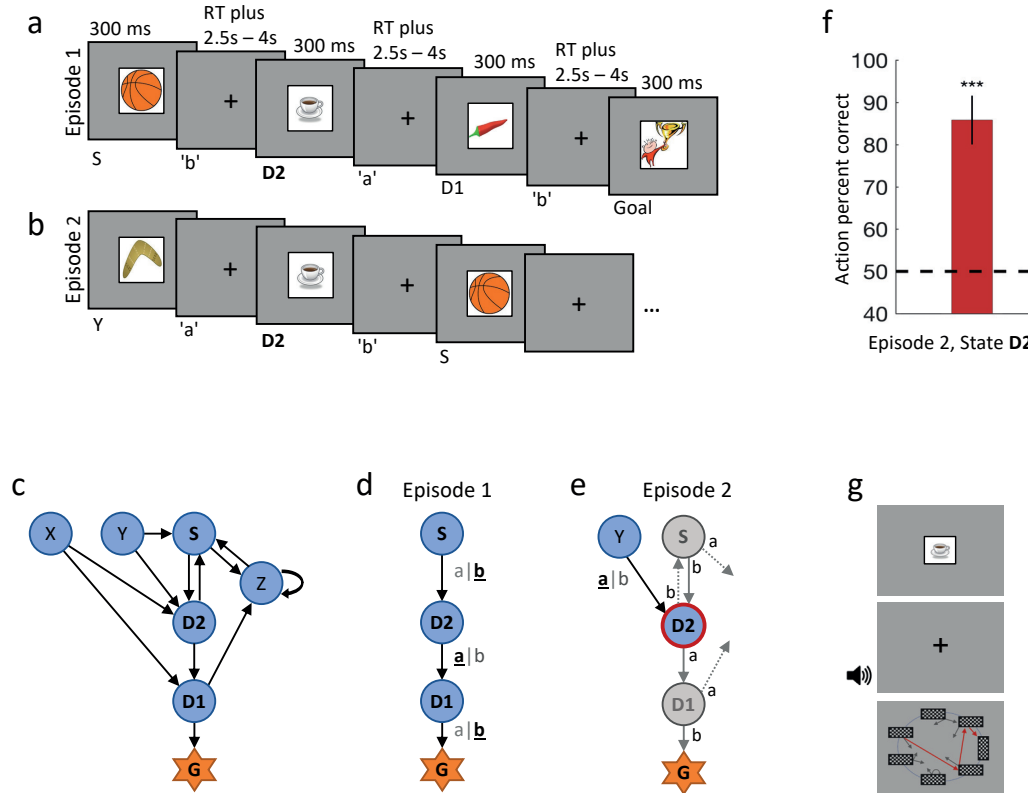 a
Episode 1
300 ms
RT plus
2.5s – 4s
300 ms
RT plus
2.5s – 4s
300 ms
RT plus
2.5s – 4s
300 ms
+
+
+
S
'b'
D2
'a'
D1
'b'
Goal
b
Episode 2
+
+
+
...
Y
'a'
D2
'b'
S
f
Action percent correct
100
90
80
70
60
50
40
***
Episode 2, State D2
c
X
Y
S
Z
D2
D1
G
d
Episode 1
S
a|b
D2
a|b
D1
a|b
G
e
Episode 2
Y
S
a
a|b
b
b
D2
a
D1
a
b
G
g
+